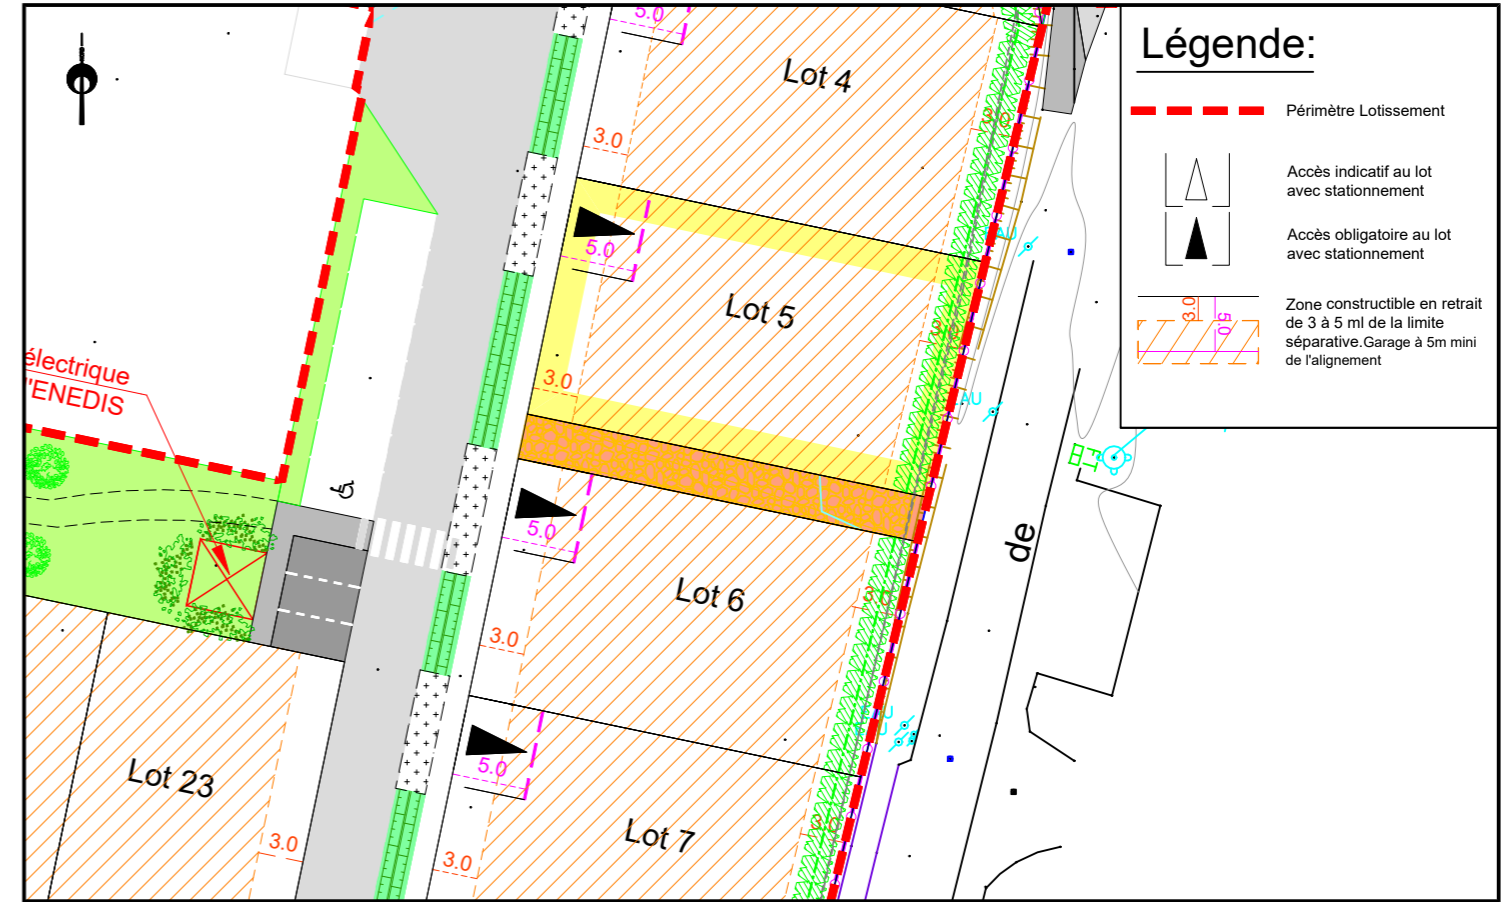 5.0
Lot 4
3.0
3.0
Légende:
Périmètre Lotissement
Accès indicatif au lot
avec stationnement
Accès obligatoire au lot
avec stationnement
3.0
5.0
Zone constructible en retrait
de 3 à 5 ml de la limite
séparative.Garage à 5m mini
de l'alignement
5.0
Lot 5
3.0
3.0
AU
électrique
'ENEDIS
5.0
Lot 6
3.0
3.0
de
5.0
Lot 7
3.0
3.0
Lot 23
3.0